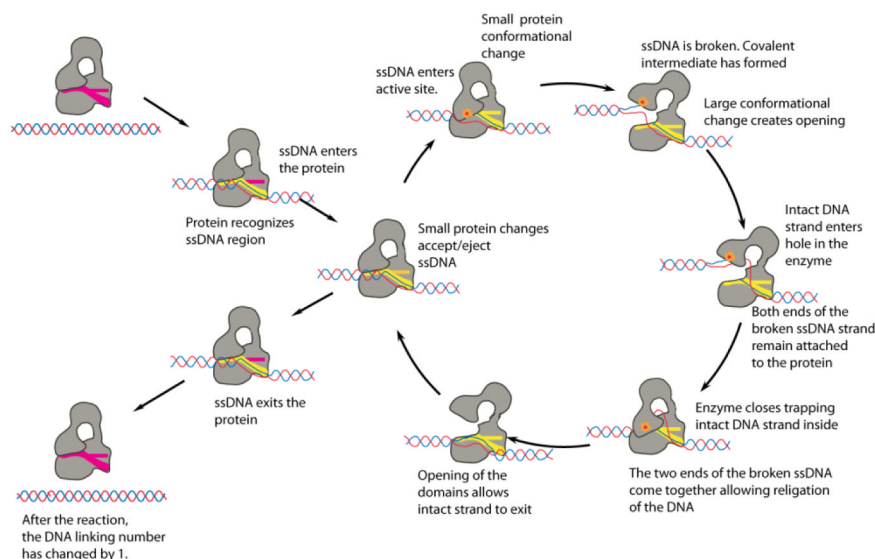 Small protein
conformational
change
ssDNA enters
active site.
ssDNA is broken. Covalent
intermediate has formed
Large conformational
change creates opening
ssDNA enters
the protein
Protein recognizes
ssDNA region
Small protein changes
accept/eject
ssDNA
Intact DNA
strand enters
hole in the
enzyme
Both ends of the
broken ssDNA strand
remain attached
to the protein
ssDNA exits the
protein
Enzyme closes trapping
intact DNA strand inside
Opening of the
domains allows
intact strand to exit
The two ends of the broken ssDNA
come together allowing religation
of the DNA
After the reaction,
the DNA linking number
has changed by 1.